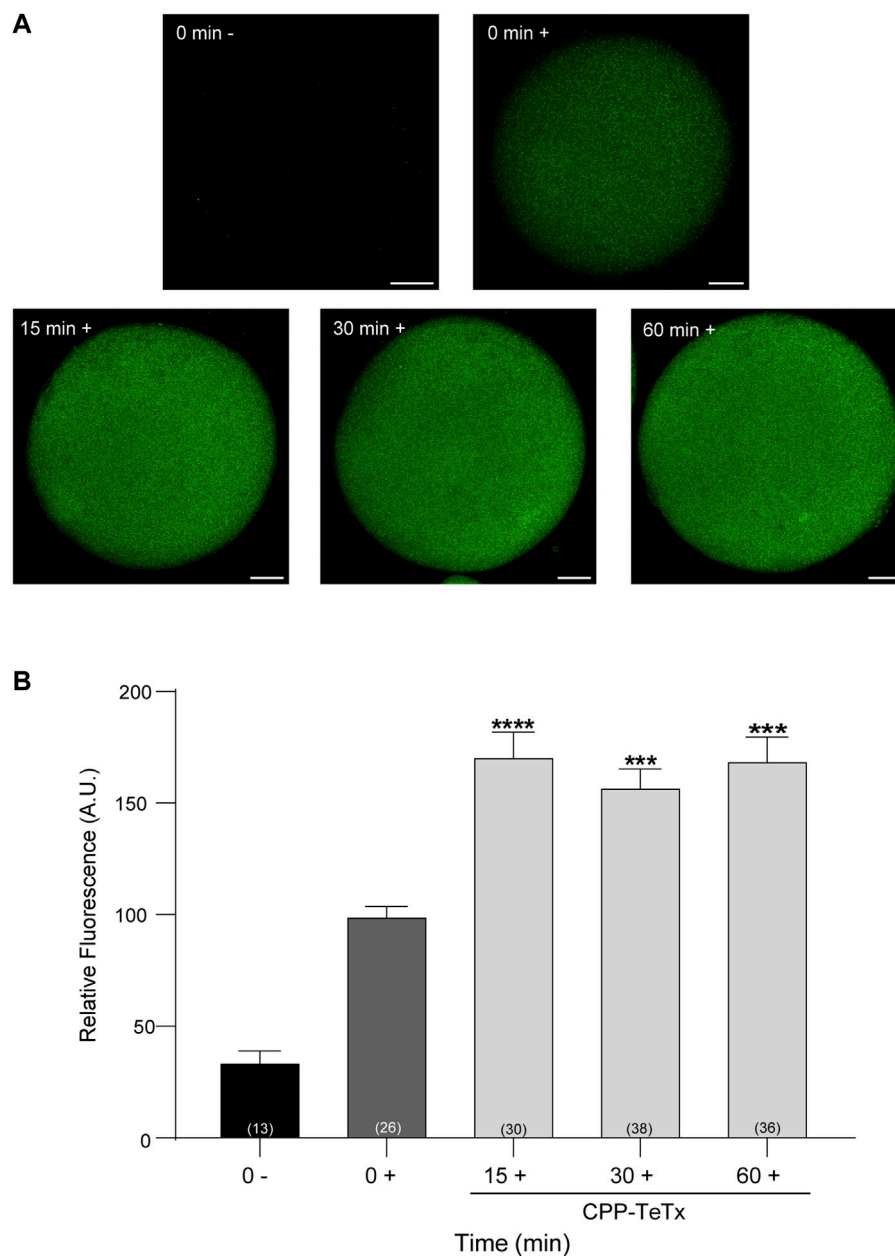 A
0 min -
0 min +
15 min +
30 min +
60 min +
B
Relative Fluorescence (A.U.)
200
150
100
50
0
****
***
***
(13)
(26)
(30)
(38)
(36)
0 -
0 +
15 +
30 +
60 +
CPP-TeTx
Time (min)